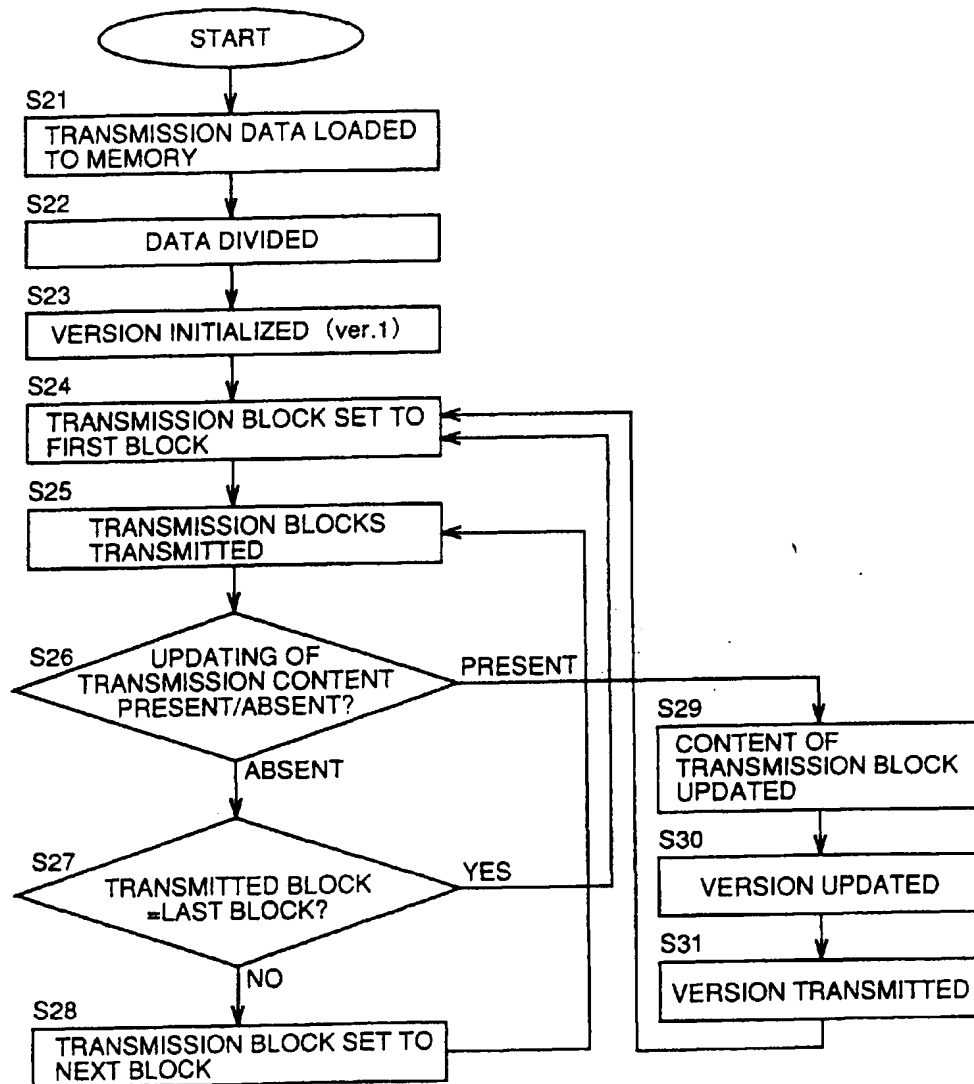 START
S21
TRANSMISSION DATA LOADED
TO MEMORY
S22
DATA DIVIDED
S23
VERSION INITIALIZED (ver.1)
S24
TRANSMISSION BLOCK SET TO
FIRST BLOCK
S25
TRANSMISSION BLOCKS
TRANSMITTED
S26
UPDATING OF
TRANSMISSION CONTENT
PRESENT/ABSENT?
PRESENT
ABSENT
S27
TRANSMITTED BLOCK
=LAST BLOCK?
YES
NO
S28
TRANSMISSION BLOCK SET TO
NEXT BLOCK
S29
CONTENT OF
TRANSMISSION BLOCK
UPDATED
S30
VERSION UPDATED
S31
VERSION TRANSMITTED